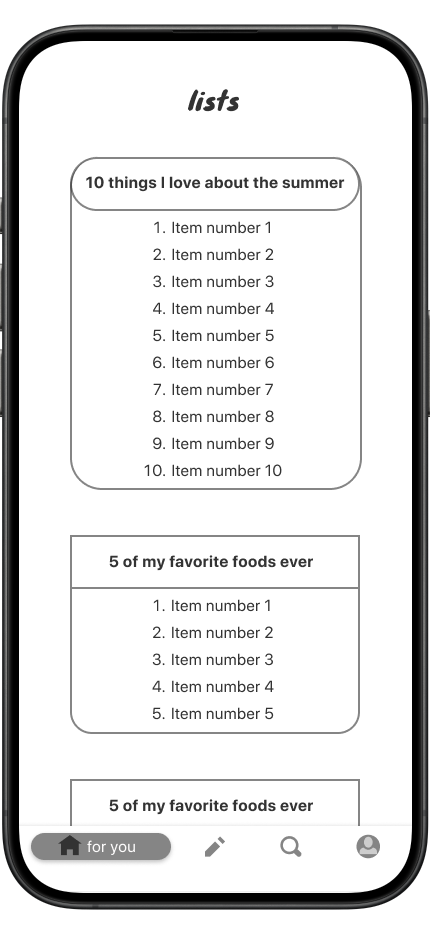 lists
10 things I love about the summer
1. Item number 1
2. Item number 2
3. Item number 3
4. Item number 4
5. Item number 5
6. Item number 6
7. Item number 7
8. Item number 8
9. Item number 9
10. Item number 10
5 of my favorite foods ever
1. Item number 1
2. Item number 2
3. Item number 3
4. Item number 4
5. Item number 5
5 of my favorite foods ever
for you